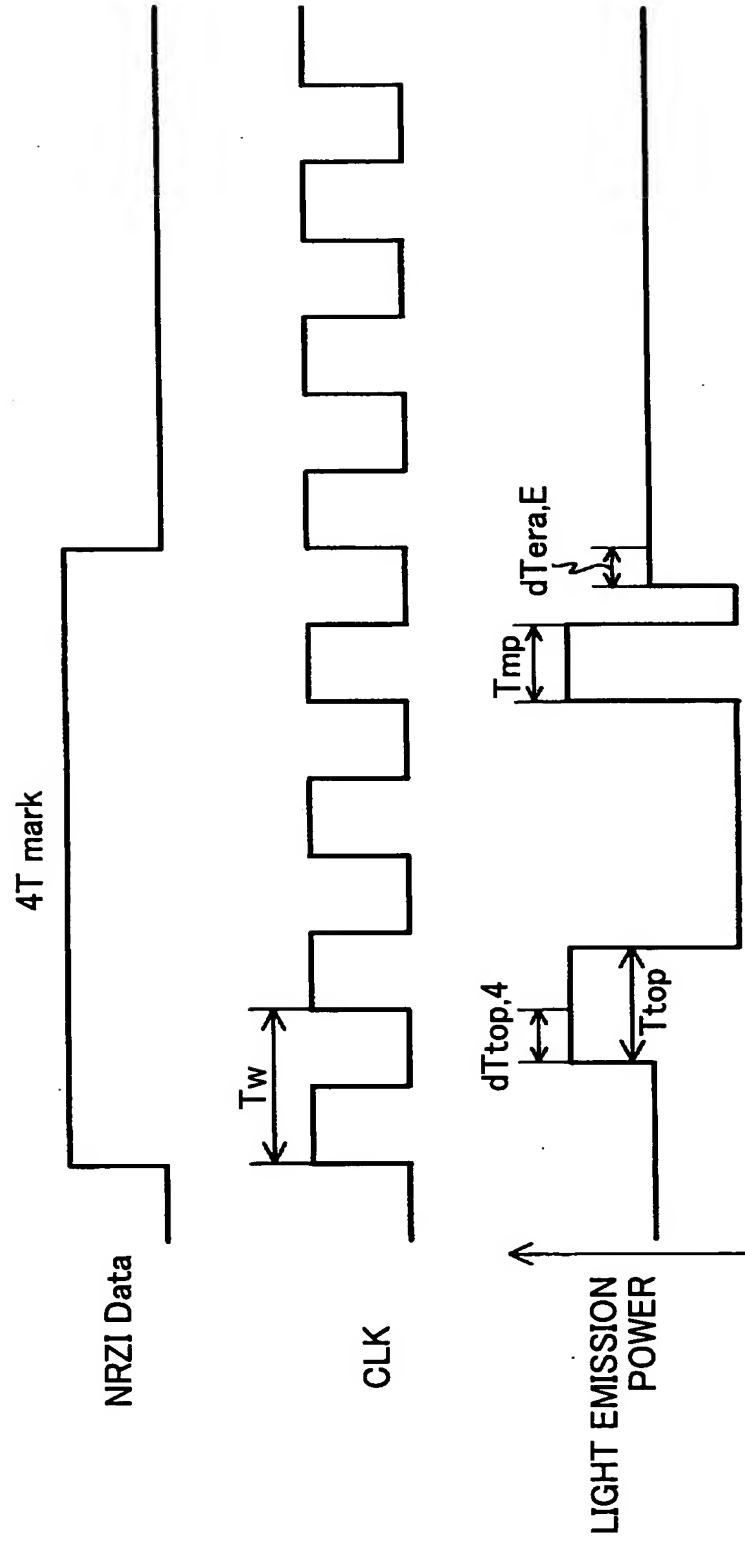 4T mark
NRZI Data
Tw
CLK
dTtop,4
Ttop
Tmp
dTera,E
LIGHT EMISSION
POWER